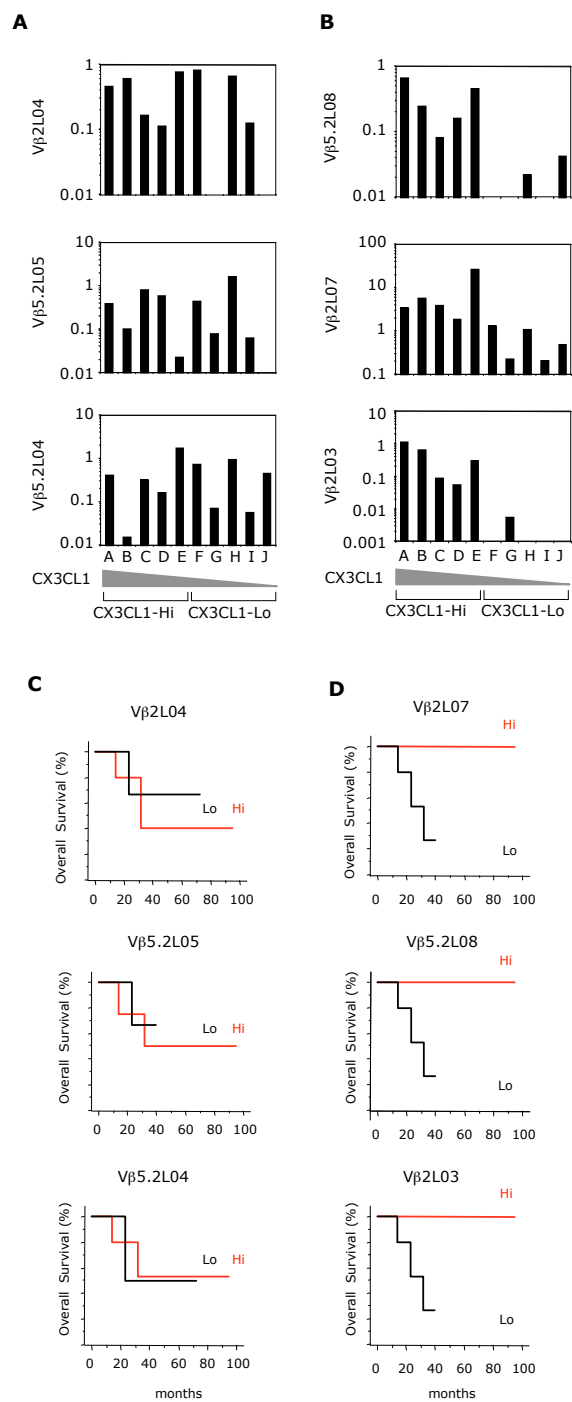 A
Vβ2L04
1
0.1
0.01
Vβ5.2L05
10
1
0.1
0.01
Vβ5.2L04
10
1
0.1
0.01
A B C D E F G H I J
CX3CL1
CX3CL1-Hi CX3CL1-Lo
B
Vβ5.2L08
1
0.1
0.01
Vβ2L07
100
10
1
0.1
Vβ2L03
10
1
0.1
0.01
0.001
A B C D E F G H I J
CX3CL1
CX3CL1-Hi CX3CL1-Lo
C
Vβ2L04
Overall Survival (%)
Lo Hi
0 20 40 60 80 100
Vβ5.2L05
Overall Survival (%)
Lo Hi
0 20 40 60 80 100
Vβ5.2L04
Overall Survival (%)
Lo Hi
0 20 40 60 80 100
months
D
Vβ2L07
Overall Survival (%)
Hi
Lo
0 20 40 60 80 100
Vβ5.2L08
Overall Survival (%)
Hi
Lo
0 20 40 60 80 100
Vβ2L03
Overall Survival (%)
Hi
Lo
0 20 40 60 80 100
months